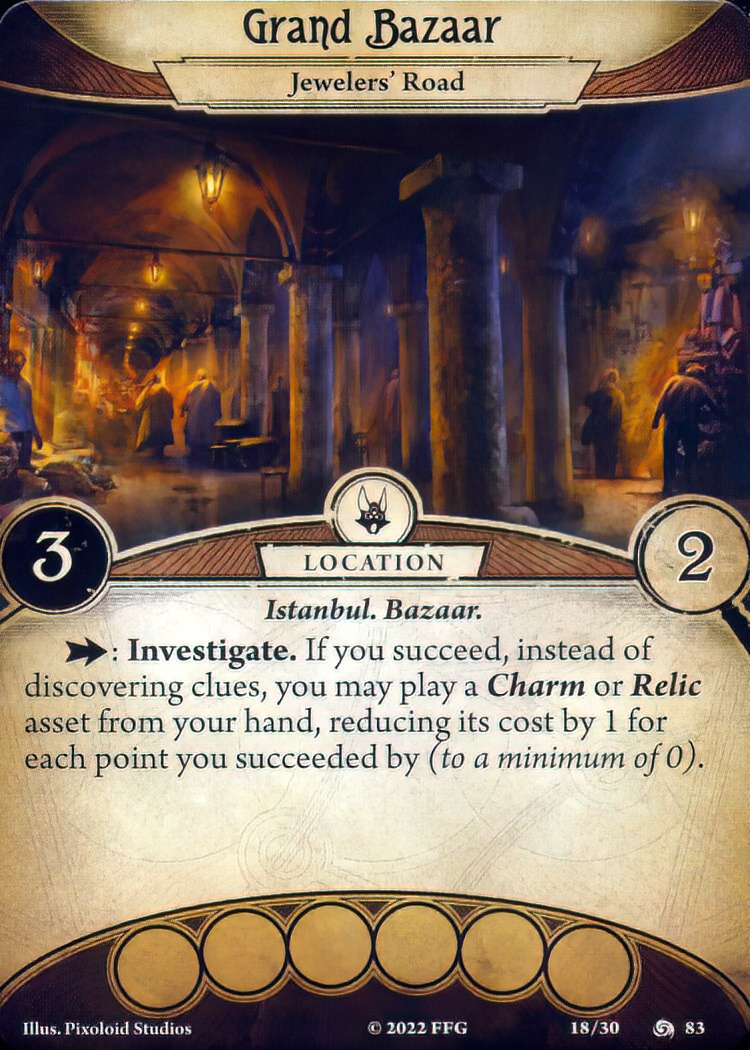 Grand Bazaar
Jewelers' Road
3
LOCATION
2
Istanbul. Bazaar.
: Investigate. If you succeed, instead of
discovering clues, you may play a Charm or Relic
asset from your hand, reducing its cost by 1 for
each point you succeeded by (to a minimum of 0).
Illus. Pixoloid Studios © 2022 FFG 18/30 83